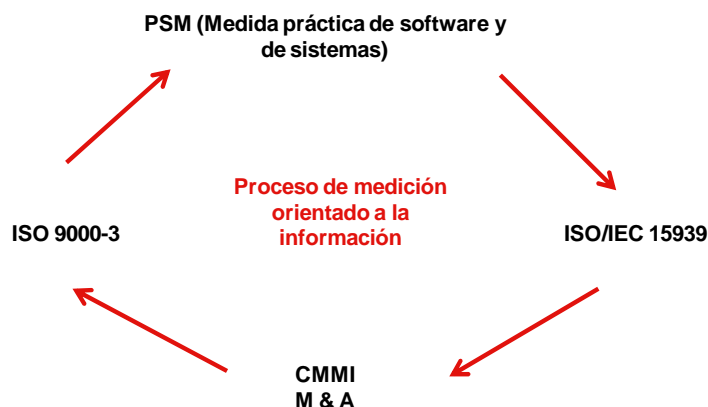 PSM (Medida práctica de software y
de sistemas)
Proceso de medición
orientado a la
información
ISO 9000-3
ISO/IEC 15939
CMMI
M & A